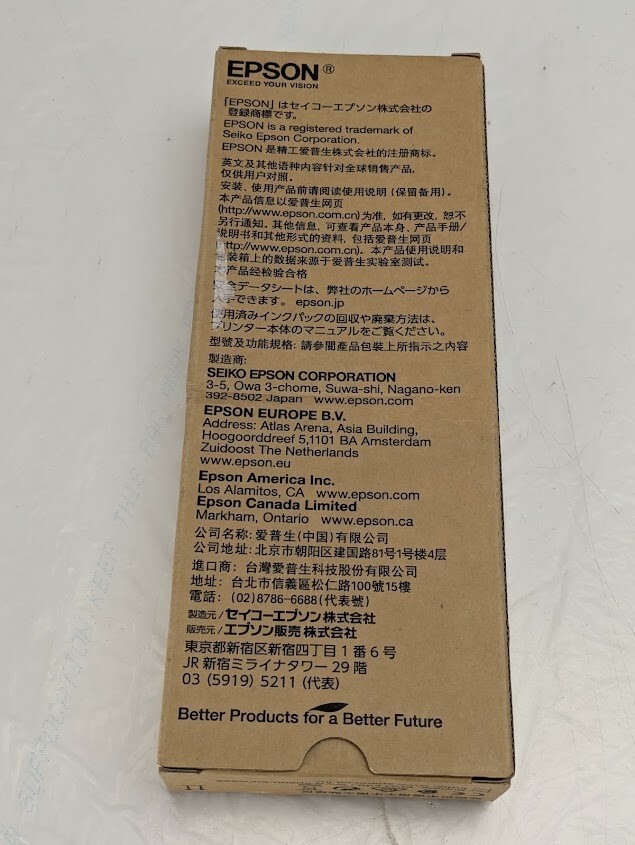 EPSON®
EXCEED YOUR VISION
「EPSON」はセイコーエプソン株式会社の
登録商標です。
EPSON is a registered trademark of
Seiko Epson Corporation.
EPSON 是精工爱普生株式会社的注册商标。
英文及其他语种内容针对全球销售产品，
仅供用户对照。
安装、使用产品前请阅读使用说明（保留备用）。
本产品信息以爱普生网页
(http://www.epson.com.cn)为准, 如有更改, 恕不
另行通知。其他信息, 可查看产品本身、产品手册/
说明书和其他形式的资料, 包括爱普生网页
http://www.epson.com.cn)。本产品使用说明和
装箱上的数据来源于爱普生实验室测试。
产品经检验合格
データシートは、弊社のホームページから
できます。 epson.jp
使用済みインクパックの回収や廃棄方法は、
プリンター本体のマニュアルをご覧ください。
型號及功能規格: 請參閱產品包裝上所指示之內容
製造商:
SEIKO EPSON CORPORATION
3-5, Owa 3-chome, Suwa-shi, Nagano-ken
392-8502 Japan www.epson.com
EPSON EUROPE B.V.
Address: Atlas Arena, Asia Building,
Hoogoorddreef 5,1101 BA Amsterdam
Zuidoost The Netherlands
www.epson.eu
Epson America Inc.
Los Alamitos, CA www.epson.com
Epson Canada Limited
Markham, Ontario www.epson.ca
公司名称: 爱普生(中国)有限公司
公司地址: 北京市朝阳区建国路81号1号楼4层
進口商: 台灣愛普生科技股份有限公司
地址: 台北市信義區松仁路100號15樓
電話: (02)8786-6688(代表號)
製造元/セイコーエプソン株式会社
販売元/エプソン販売株式会社
東京都新宿区新宿四丁目1番6号
JR新宿ミライナタワー29階
03 (5919) 5211 (代表)
Better Products for a Better Future